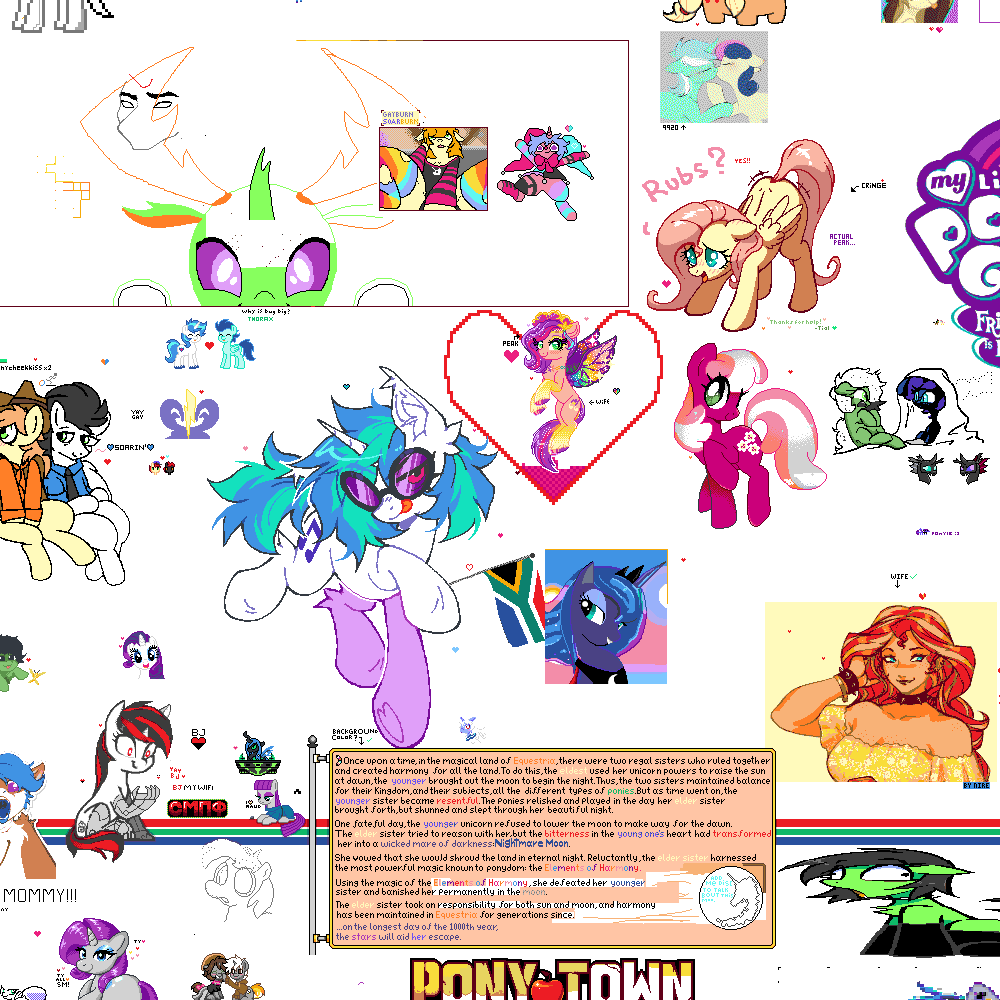 9920 ↑
GAYBURN
SOARBURN
Rubs?
YES!!
CRINGE
my Li
ACTUAL
PEAK...
"Thanks for help!"
Why is bug big?
THORAX
PEAK
← WIFE
YAY
GAY
SOARIN'
WIFE
BACKGROUND
COLOR?
BJ
YAY
BJ
BJ MY WIFI
СМПФ
Once upon a time, in the magical land of Equestria, there were two regal sisters who ruled together
and created harmony for all the land. To do this, the elder used her unicorn powers to raise the sun
at dawn, the younger brought out the moon to begin the night. Thus, the two sisters maintained balance
for their Kingdom, and their subjects, all the different types of ponies. But as time went on, the
younger sister became resentful. The Ponies relished and played in the day her elder sister
brought forth, but shunned and slept through her beautiful night.
One fateful day, the younger unicorn refused to lower the moon to make way for the dawn.
The elder sister tried to reason with her, but the bitterness in the young one's heart had transformed
her into a wicked mare of darkness: Nightmare Moon.
She vowed that she would shroud the land in eternal night. Reluctantly, the elder sister harnessed
the most powerful magic known to ponydom: the Elements of Harmony.
Using the magic of the Elements of Harmony, she defeated her younger
sister and banished her permanently in the moon.
The elder sister took on responsibility for both sun and moon, and harmony
has been maintained in Equestria for generations since.
...on the longest day of the 1000th year,
the stars will aid her escape.
BY NIRE
MOMMY!!!
TY
TY
ALL
SM!
PONY TOWN